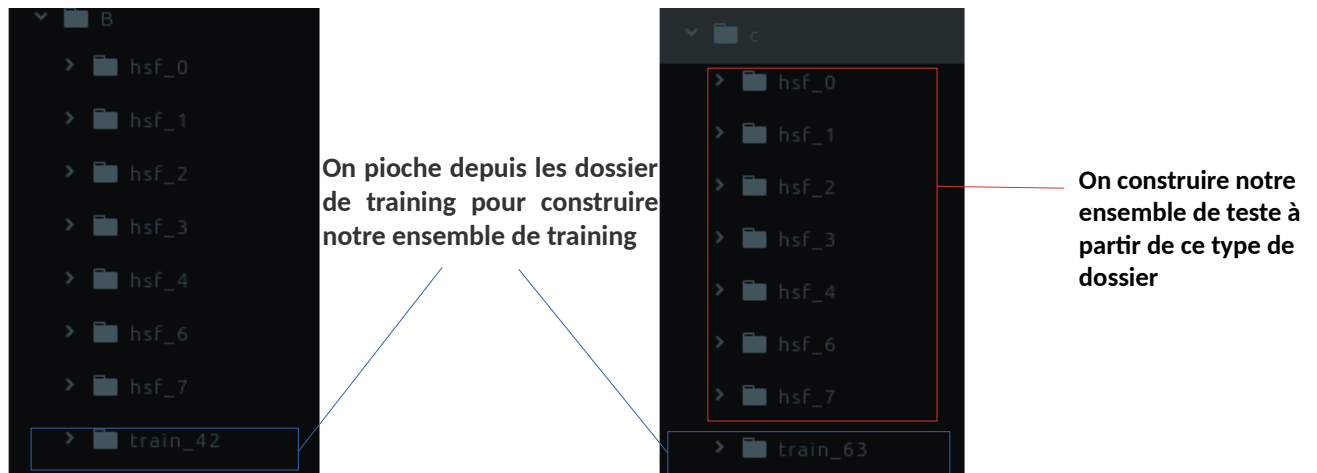 B
hsf_0
hsf_1
hsf_2
hsf_3
hsf_4
hsf_6
hsf_7
train_42
On pioche depuis les dossier
de training pour construire
notre ensemble de training
c
hsf_0
hsf_1
hsf_2
hsf_3
hsf_4
hsf_6
hsf_7
train_63
On construire notre
ensemble de teste à
partir de ce type de
dossier